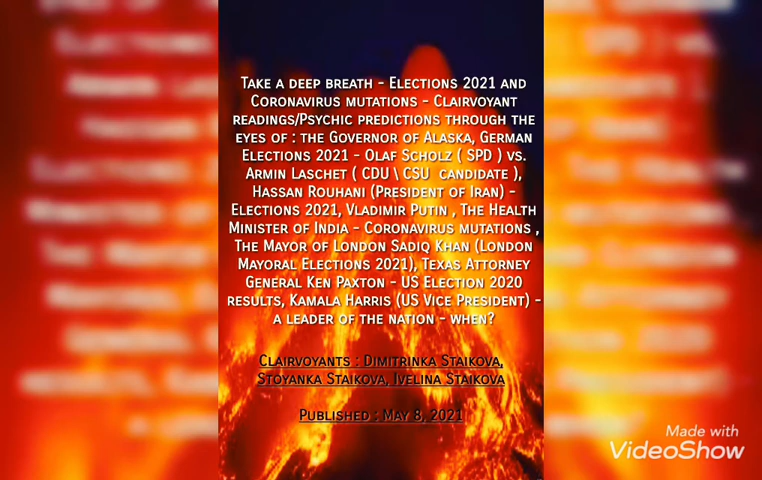 Take a deep breath - Elections 2021 and
Coronavirus mutations - Clairvoyant
readings/Psychic predictions through the
eyes of : the Governor of Alaska, German
Elections 2021 - Olaf Scholz ( SPD ) vs.
Armin Laschet ( CDU \ CSU candidate ),
Hassan Rouhani (President of Iran) -
Elections 2021, Vladimir Putin , The Health
Minister of India - Coronavirus mutations ,
The Mayor of London Sadiq Khan (London
Mayoral Elections 2021), Texas Attorney
General Ken Paxton - US Election 2020
results, Kamala Harris (US Vice President) -
a leader of the nation - when?
Clairvoyants : Dimitrinka Staikova,
Stoyanka Staikova, Ivelina Staikova
Published : May 8, 2021
Made with
VideoShow